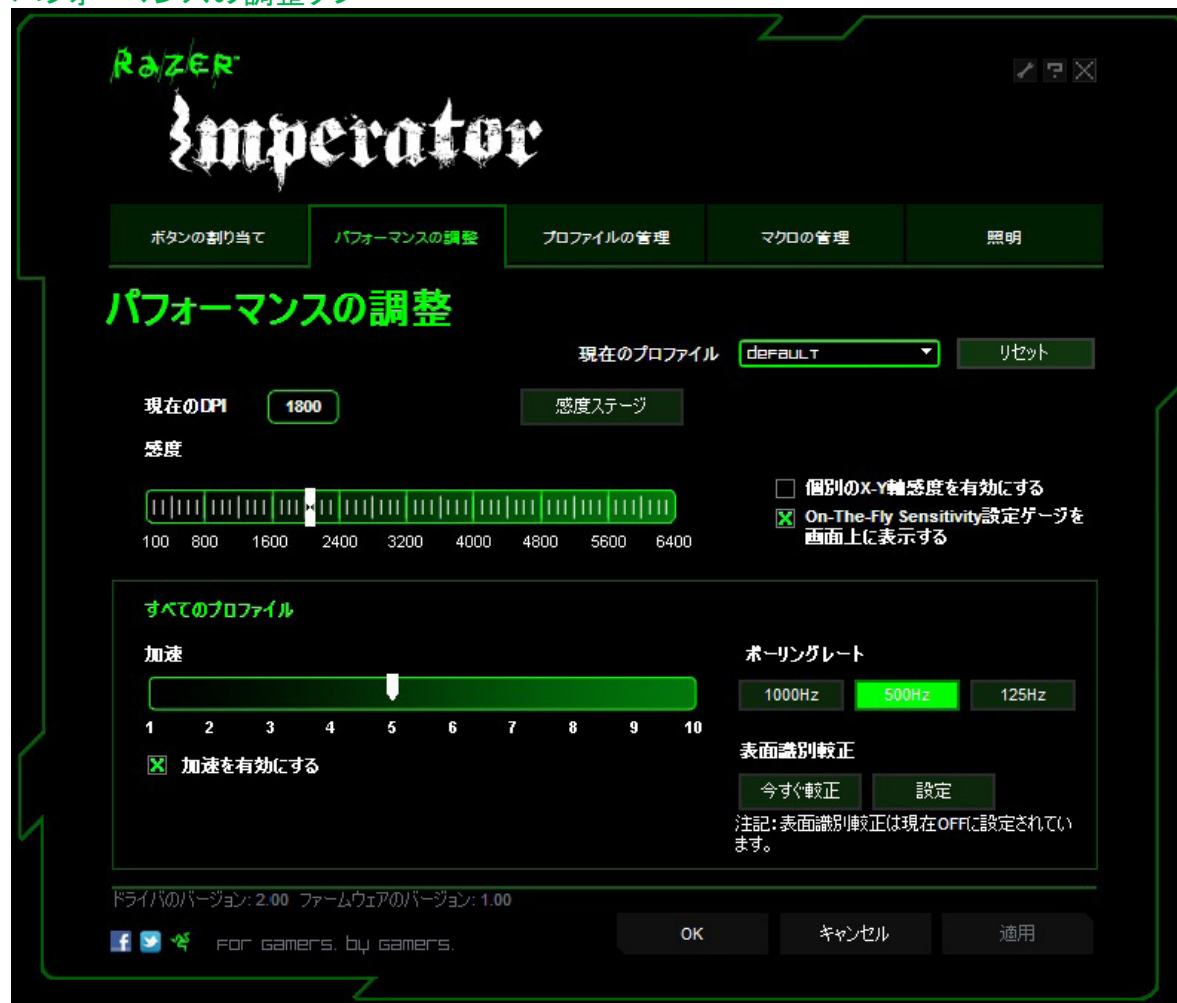 RAZER™
Imperator
ボタンの割り当て パフォーマンスの調整 プロファイルの管理 マクロの管理 照明
パフォーマンスの調整
現在のプロファイル DEFAULT リセット
現在のDPI 1800 感度ステージ
感度
個別のX-Y軸感度を有効にする
On-The-Fly Sensitivity設定ゲージを
画面上に表示する
100 800 1600 2400 3200 4000 4800 5600 6400
すべてのプロファイル
加速
1 2 3 4 5 6 7 8 9 10
加速を有効にする
ポーリングレート
1000Hz 500Hz 125Hz
表面識別較正
今すぐ較正 設定
注記：表面識別較正は現在OFFに設定されてい
ます。
ドライバのバージョン: 2.00 ファームウェアのバージョン: 1.00
For Gamers. By Gamers.
OK キャンセル 適用